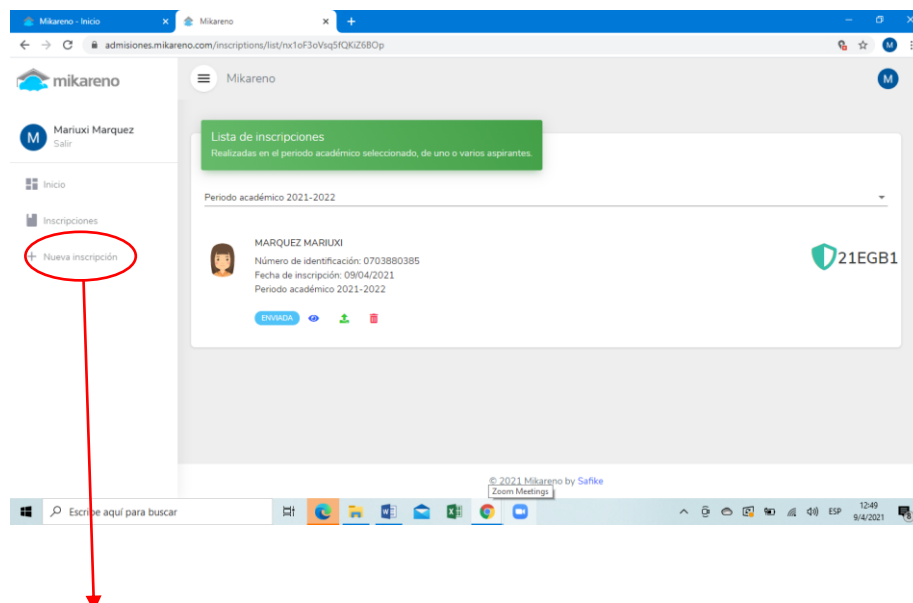 Mikareno - Inicio
Mikareno
admisiones.mikareno.com/inscriptions/list/nx1oF3oVsq5fQKiZ6BOp
M
mikareno
Mikareno
M
M
Mariuxi Marquez
Salir
Lista de inscripciones
Realizadas en el periodo académico seleccionado, de uno o varios aspirantes.
Inicio
Periodo académico 2021-2022
Inscripciones
Nueva inscripción
MARQUEZ MARIUXI
Número de identificación: 0703880385
Fecha de inscripción: 09/04/2021
Periodo académico 2021-2022
21EGB1
ENVIADA
© 2021 Mikareno by Safike
Zoom Meetings
Escribe aquí para buscar
ESP
12:49
9/4/2021
8